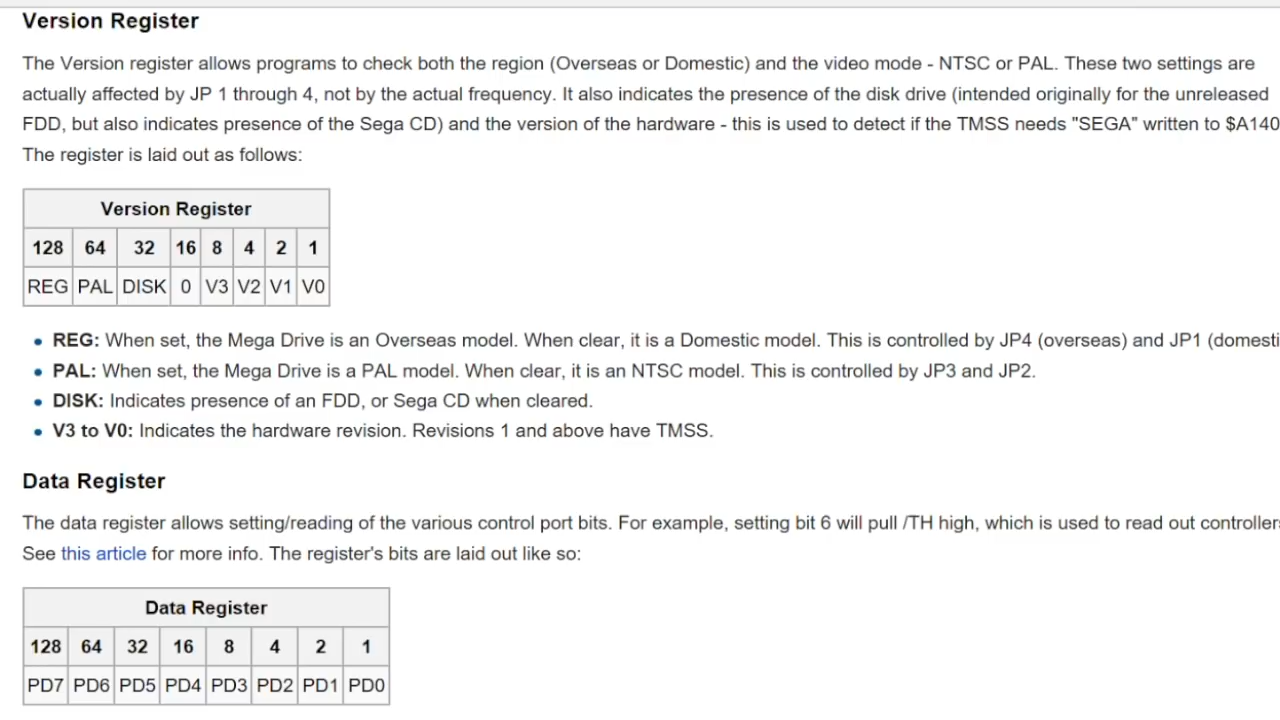 Version Register
The Version register allows programs to check both the region (Overseas or Domestic) and the video mode - NTSC or PAL. These two settings are
actually affected by JP 1 through 4, not by the actual frequency. It also indicates the presence of the disk drive (intended originally for the unreleased
FDD, but also indicates presence of the Sega CD) and the version of the hardware - this is used to detect if the TMSS needs "SEGA" written to $A140
The register is laid out as follows:
Version Register
128 64 32 16 8 4 2 1
REG PAL DISK 0 V3 V2 V1 V0
• REG: When set, the Mega Drive is an Overseas model. When clear, it is a Domestic model. This is controlled by JP4 (overseas) and JP1 (domesti
• PAL: When set, the Mega Drive is a PAL model. When clear, it is an NTSC model. This is controlled by JP3 and JP2.
• DISK: Indicates presence of an FDD, or Sega CD when cleared.
• V3 to V0: Indicates the hardware revision. Revisions 1 and above have TMSS.
Data Register
The data register allows setting/reading of the various control port bits. For example, setting bit 6 will pull /TH high, which is used to read out controller
See this article for more info. The register's bits are laid out like so:
Data Register
128 64 32 16 8 4 2 1
PD7 PD6 PD5 PD4 PD3 PD2 PD1 PD0